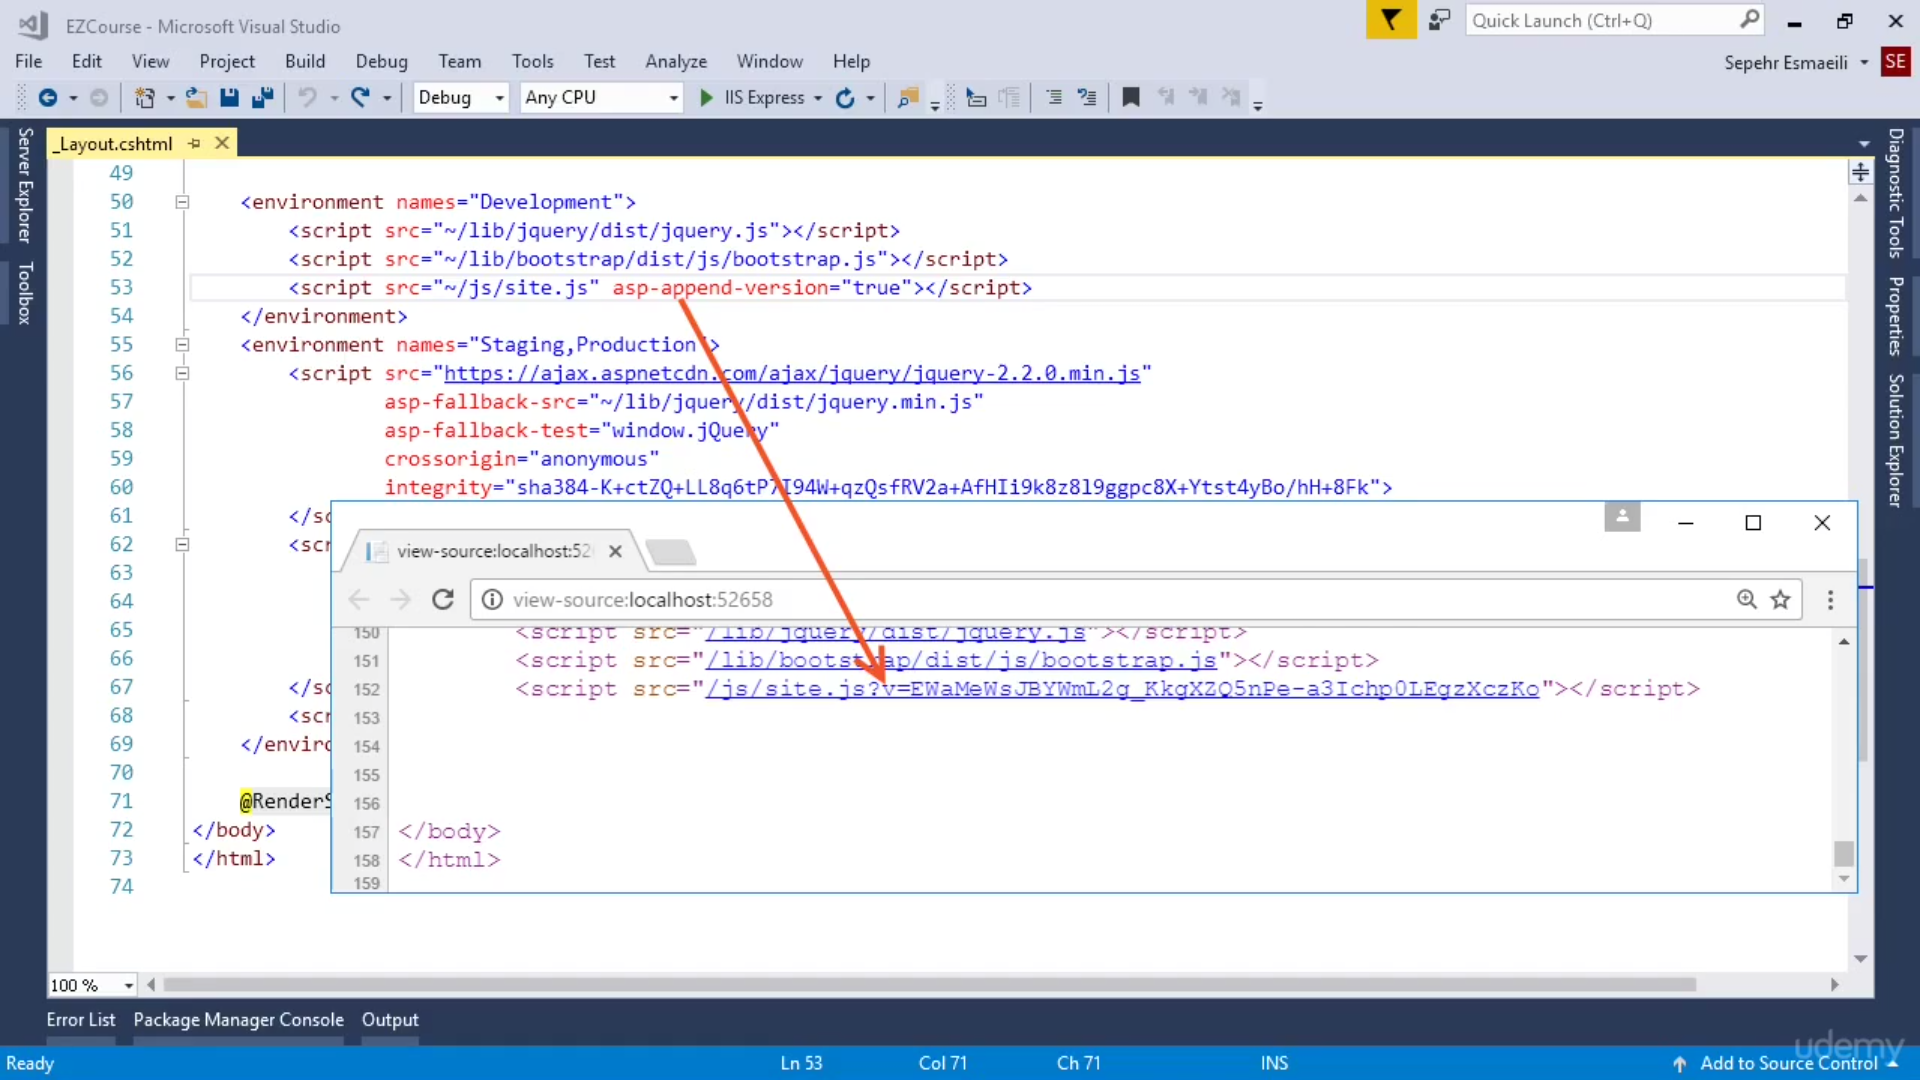 EZCourse - Microsoft Visual Studio
Quick Launch (Ctrl+Q)
File Edit View Project Build Debug Team Tools Test Analyze Window Help
Sepehr Esmaeili SE
Debug Any CPU IIS Express
Server Explorer
Toolbox
_Layout.cshtml
Diagnostic Tools
Properties
Solution Explorer
49
50 <environment names="Development">
51 <script src="~/lib/jquery/dist/jquery.js"></script>
52 <script src="~/lib/bootstrap/dist/js/bootstrap.js"></script>
53 <script src="~/js/site.js" asp-append-version="true"></script>
54 </environment>
55 <environment names="Staging,Production">
56 <script src="https://ajax.aspnetcdn.com/ajax/jquery/jquery-2.2.0.min.js"
57 asp-fallback-src="~/lib/jquery/dist/jquery.min.js"
58 asp-fallback-test="window.jQuery"
59 crossorigin="anonymous"
60 integrity="sha384-K+ctZQ+LL8q6tP7I94W+qzQsfRV2a+AfHIi9k8z8l9ggpc8X+Ytst4yBo/hH+8Fk">
61 </sc
62 <scr
63
64
65
66
67 </sc
68 <scr
69 </enviro
70
71 @RenderS
72 </body>
73 </html>
74
view-source:localhost:52
view-source:localhost:52658
150 <script src="/lib/jquery/dist/jquery.js"></script>
151 <script src="/lib/bootstrap/dist/js/bootstrap.js"></script>
152 <script src="/js/site.js?v=EWaMeWsJBYWmL2g_KkgXZQ5nPe-a3Ichp0LEgzXczKo"></script>
153
154
155
156
157 </body>
158 </html>
159
100 %
Error List Package Manager Console Output
Ready Ln 53 Col 71 Ch 71 INS Add to Source Control
udemy